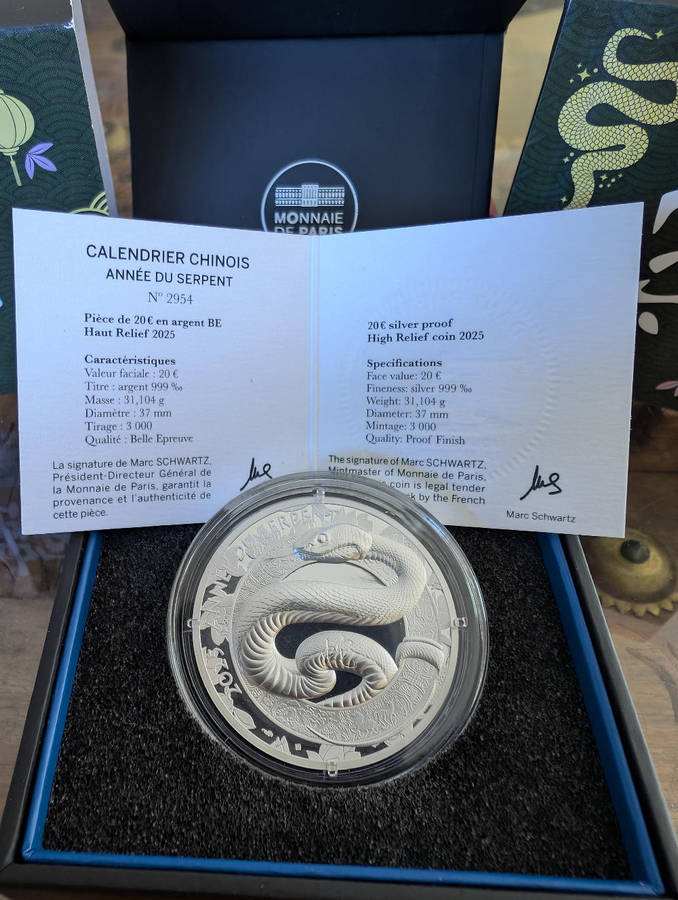 MONNAIE
DE PARIS
CALENDRIER CHINOIS
ANNÉE DU SERPENT
N° 2954
Pièce de 20 € en argent BE
Haut Relief 2025
Caractéristiques
Valeur faciale : 20 €
Titre : argent 999 ‰
Masse : 31,104 g
Diamètre : 37 mm
Tirage : 3 000
Qualité : Belle Epreuve
La signature de Marc SCHWARTZ,
Président-Directeur Général de
la Monnaie de Paris, garantit la
provenance et l'authenticité de
cette pièce.
20€ silver proof
High Relief coin 2025
Specifications
Face value: 20 €
Fineness: silver 999 ‰
Weight: 31,104 g
Diameter: 37 mm
Mintage: 3 000
Quality: Proof Finish
The signature of Marc SCHWARTZ,
Mintmaster of Monnaie de Paris,
coin is legal tender
by the French
Marc Schwartz
2025 ANNÉE DU SERPENT